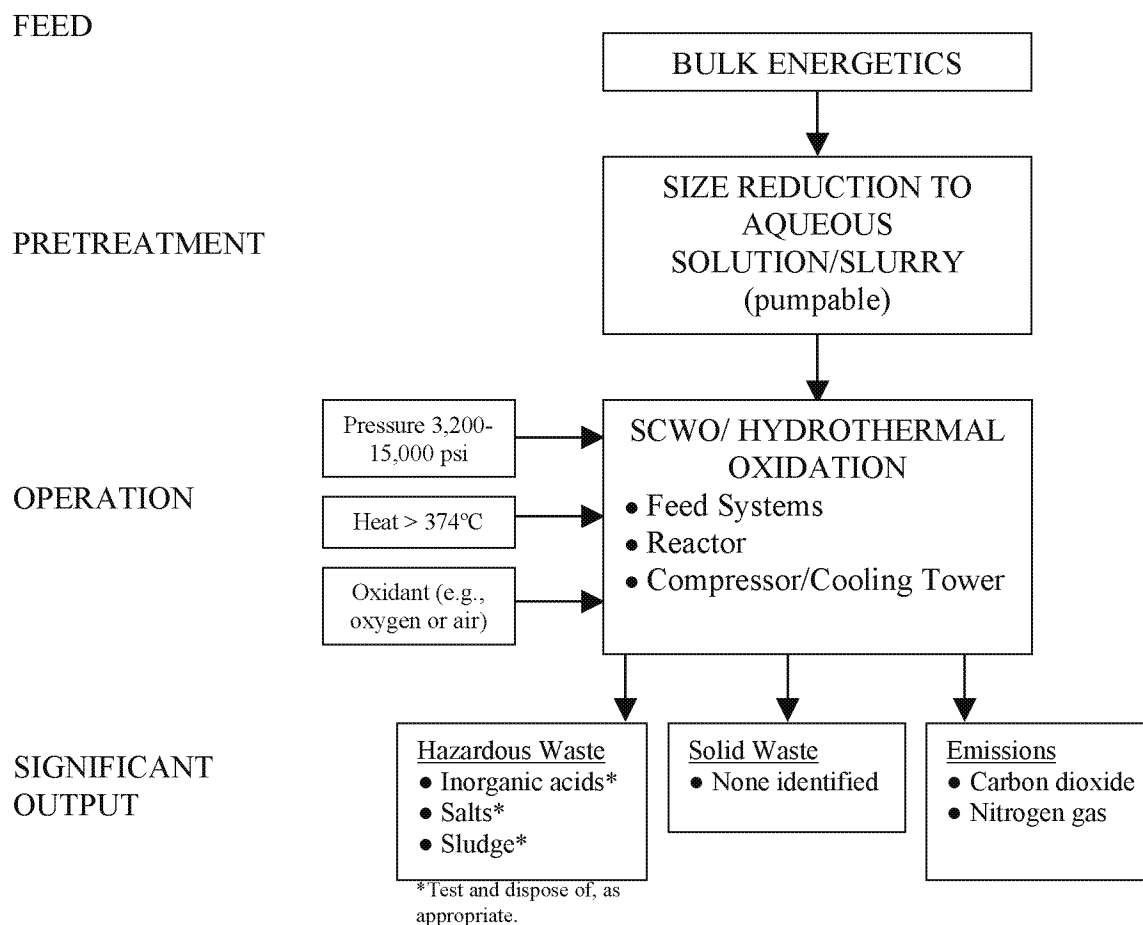 FEED
BULK ENERGETICS
PRETREATMENT
SIZE REDUCTION TO
AQUEOUS
SOLUTION/SLURRY
(pumpable)
OPERATION
Pressure 3,200-
15,000 psi
Heat > 374ºC
Oxidant (e.g.,
oxygen or air)
SCWO/ HYDROTHERMAL
OXIDATION
● Feed Systems
● Reactor
● Compressor/Cooling Tower
SIGNIFICANT
OUTPUT
Hazardous Waste
● Inorganic acids*
● Salts*
● Sludge*
*Test and dispose of, as
appropriate.
Solid Waste
● None identified
Emissions
● Carbon dioxide
● Nitrogen gas